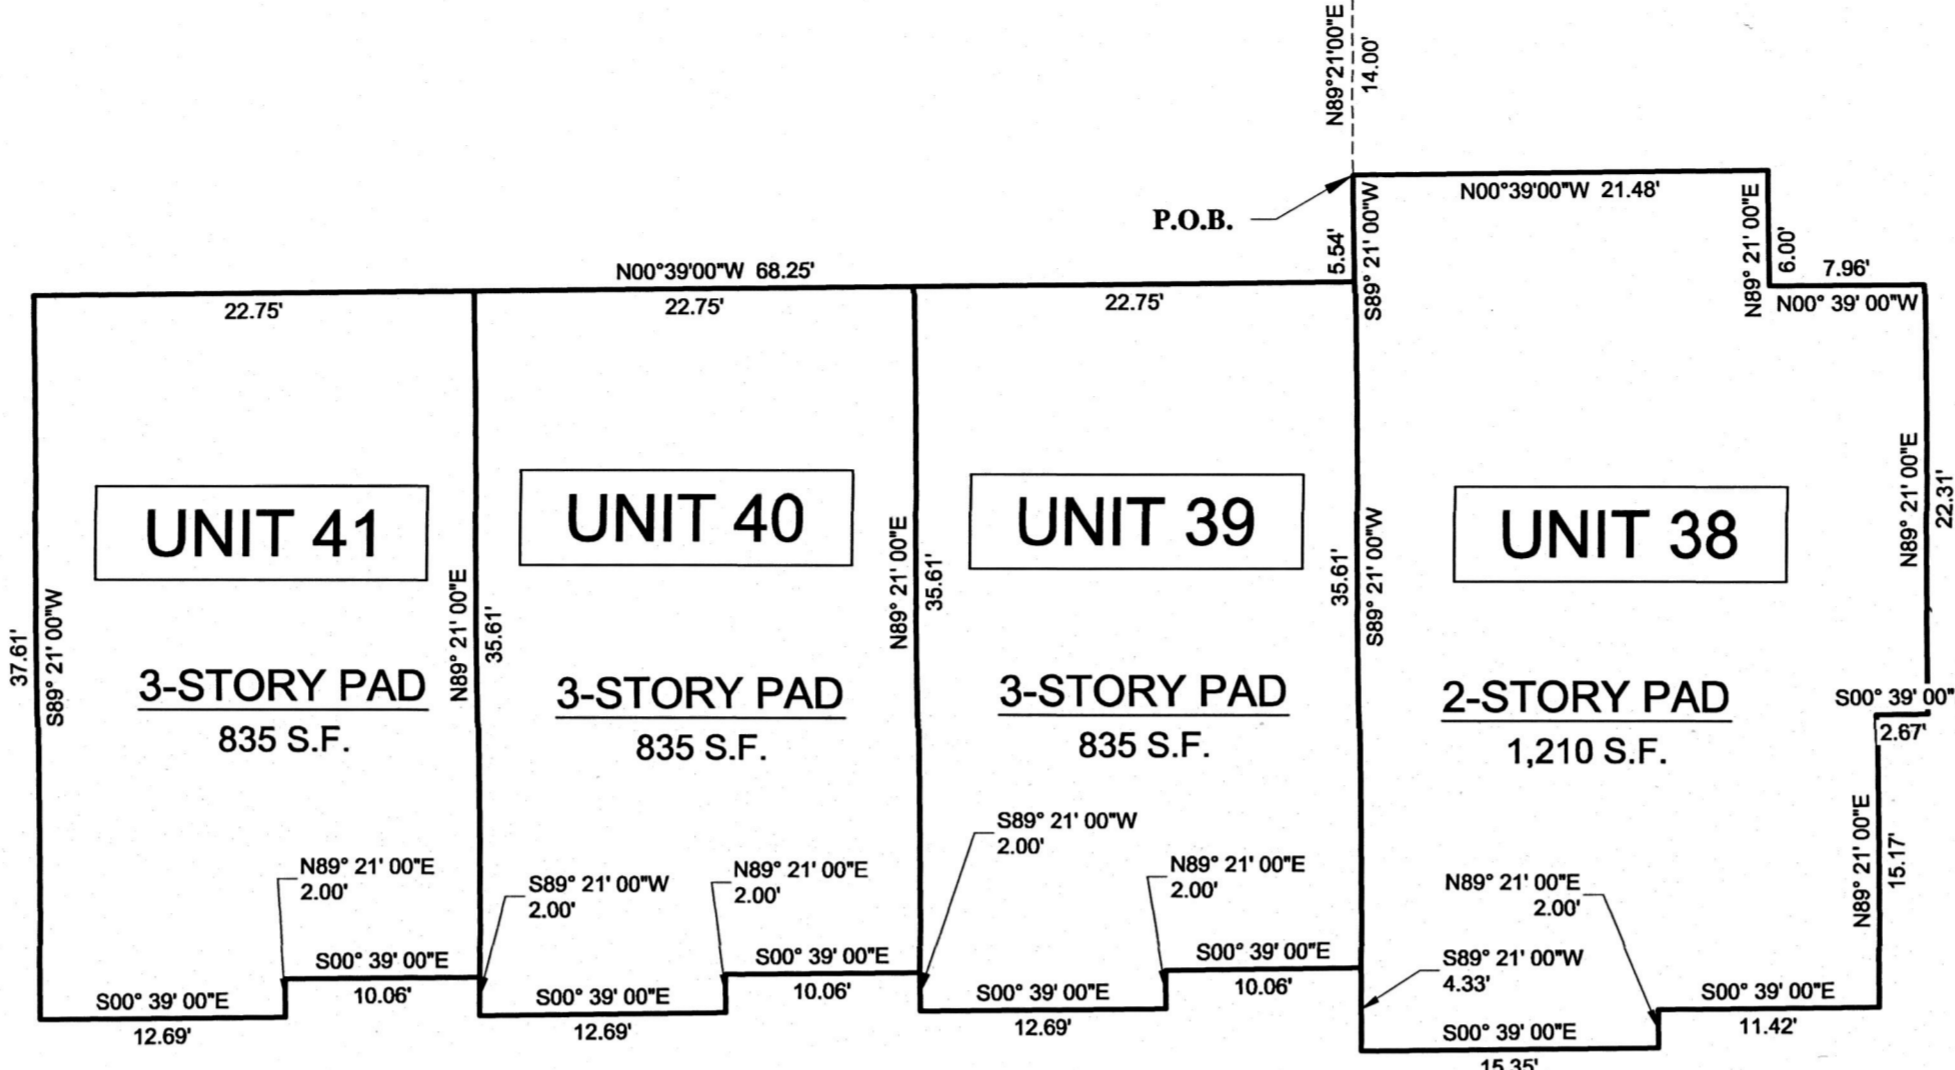 N89°21'00"E
14.00'
N00°39'00"W 21.48'
P.O.B.
5.54'
S89° 21' 00"W
N89° 21' 00"E
6.00'
7.96'
N00° 39' 00"W
N00°39'00"W 68.25'
22.75'
22.75'
22.75'
UNIT 41
UNIT 40
UNIT 39
UNIT 38
37.61'
S89° 21' 00"W
N89° 21' 00"E
35.61'
N89° 21' 00"E
35.61'
35.61'
S89° 21' 00"W
N89° 21' 00"E
22.31'
3-STORY PAD
835 S.F.
3-STORY PAD
835 S.F.
3-STORY PAD
835 S.F.
2-STORY PAD
1,210 S.F.
S00° 39' 00"
2.67'
N89° 21' 00"E
15.17'
N89° 21' 00"E
2.00'
S89° 21' 00"W
2.00'
N89° 21' 00"E
2.00'
S89° 21' 00"W
2.00'
N89° 21' 00"E
2.00'
N89° 21' 00"E
2.00'
S89° 21' 00"W
4.33'
S00° 39' 00"E
10.06'
S00° 39' 00"E
10.06'
S00° 39' 00"E
10.06'
S00° 39' 00"E
11.42'
S00° 39' 00"E
12.69'
S00° 39' 00"E
12.69'
S00° 39' 00"E
12.69'
S00° 39' 00"E
15.35'